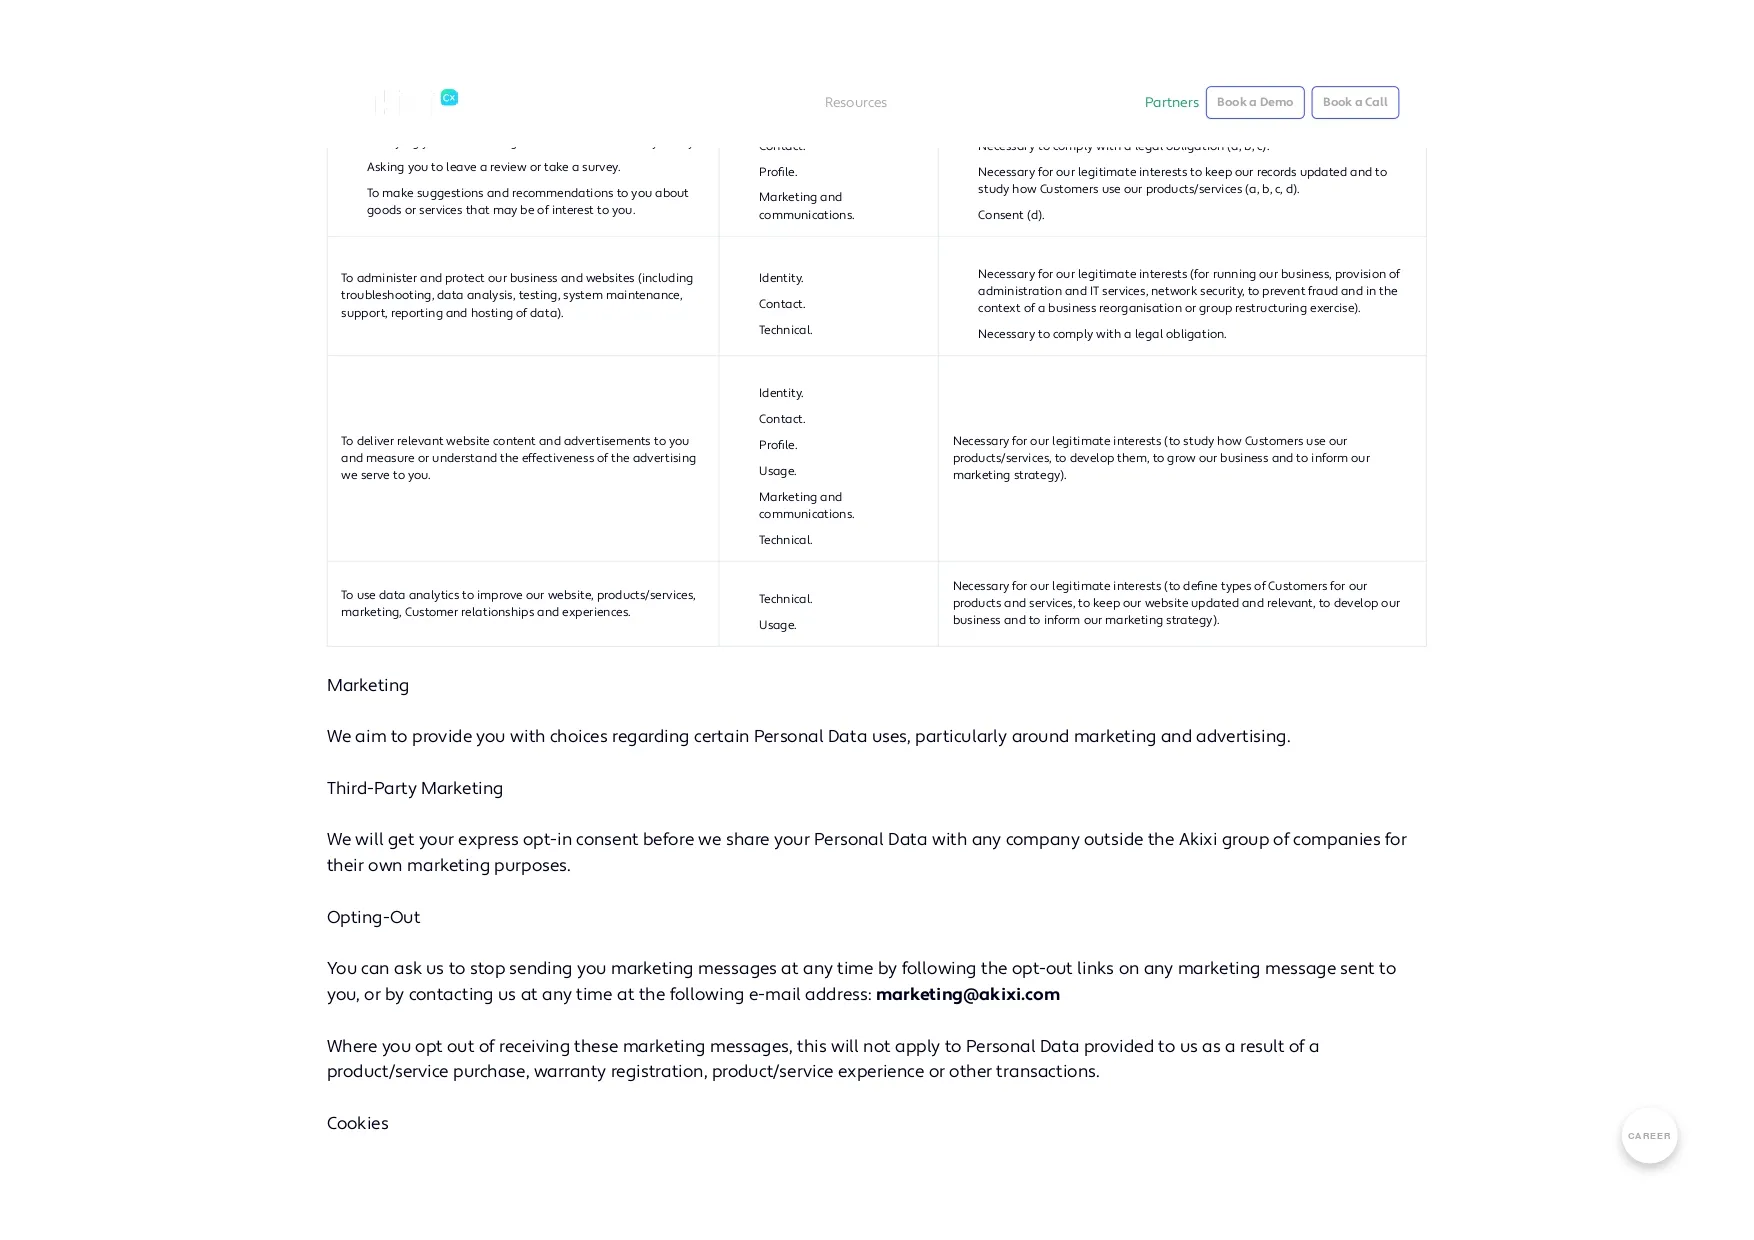 Cx
Resources
Partners
Book a Demo
Book a Call
Asking you to leave a review or take a survey.
To make suggestions and recommendations to you about
goods or services that may be of interest to you.
Contact.
Profile.
Marketing and
communications.
Necessary to comply with a legal obligation (a, b, c).
Necessary for our legitimate interests to keep our records updated and to
study how Customers use our products/services (a, b, c, d).
Consent (d).
To administer and protect our business and websites (including
troubleshooting, data analysis, testing, system maintenance,
support, reporting and hosting of data).
Identity.
Contact.
Technical.
Necessary for our legitimate interests (for running our business, provision of
administration and IT services, network security, to prevent fraud and in the
context of a business reorganisation or group restructuring exercise).
Necessary to comply with a legal obligation.
To deliver relevant website content and advertisements to you
and measure or understand the effectiveness of the advertising
we serve to you.
Identity.
Contact.
Profile.
Usage.
Marketing and
communications.
Technical.
Necessary for our legitimate interests (to study how Customers use our
products/services, to develop them, to grow our business and to inform our
marketing strategy).
To use data analytics to improve our website, products/services,
marketing, Customer relationships and experiences.
Technical.
Usage.
Necessary for our legitimate interests (to define types of Customers for our
products and services, to keep our website updated and relevant, to develop our
business and to inform our marketing strategy).
Marketing
We aim to provide you with choices regarding certain Personal Data uses, particularly around marketing and advertising.
Third-Party Marketing
We will get your express opt-in consent before we share your Personal Data with any company outside the Akixi group of companies for
their own marketing purposes.
Opting-Out
You can ask us to stop sending you marketing messages at any time by following the opt-out links on any marketing message sent to
you, or by contacting us at any time at the following e-mail address: marketing@akixi.com
Where you opt out of receiving these marketing messages, this will not apply to Personal Data provided to us as a result of a
product/service purchase, warranty registration, product/service experience or other transactions.
Cookies
CAREER